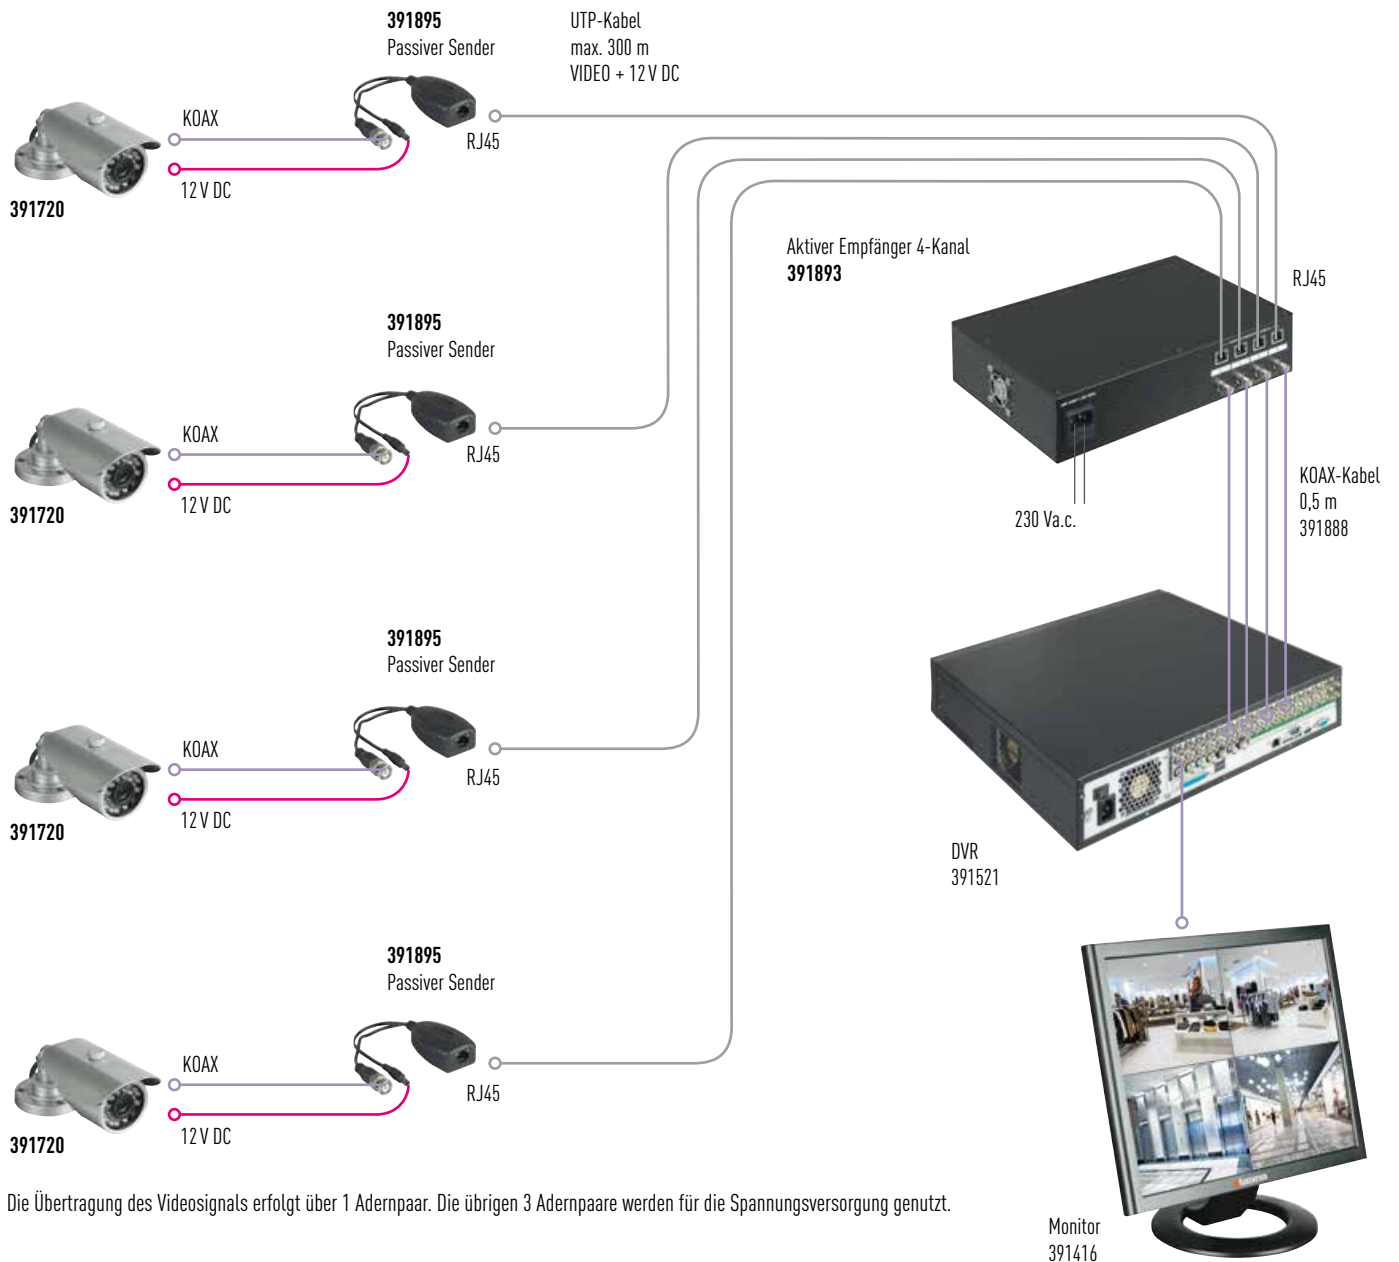 391895
Passiver Sender
UTP-Kabel
max. 300 m
VIDEO + 12 V DC
KOAX
12 V DC
RJ45
391720
Aktiver Empfänger 4-Kanal
391893
RJ45
391895
Passiver Sender
KOAX
12 V DC
RJ45
391720
230 Va.c.
KOAX-Kabel
0,5 m
391888
391895
Passiver Sender
KOAX
12 V DC
RJ45
391720
DVR
391521
391895
Passiver Sender
KOAX
12 V DC
RJ45
391720
Die Übertragung des Videosignals erfolgt über 1 Adernpaar. Die übrigen 3 Adernpaare werden für die Spannungsversorgung genutzt.
Monitor
391416